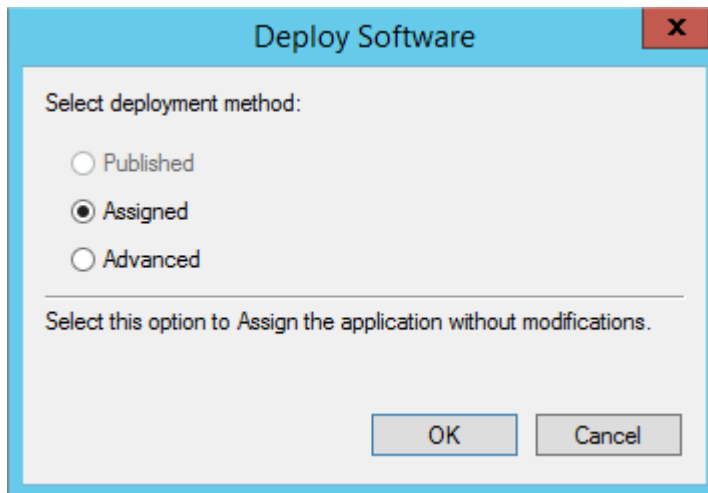 Deploy Software
x
Select deployment method:
Published
Assigned
Advanced
Select this option to Assign the application without modifications.
OK
Cancel